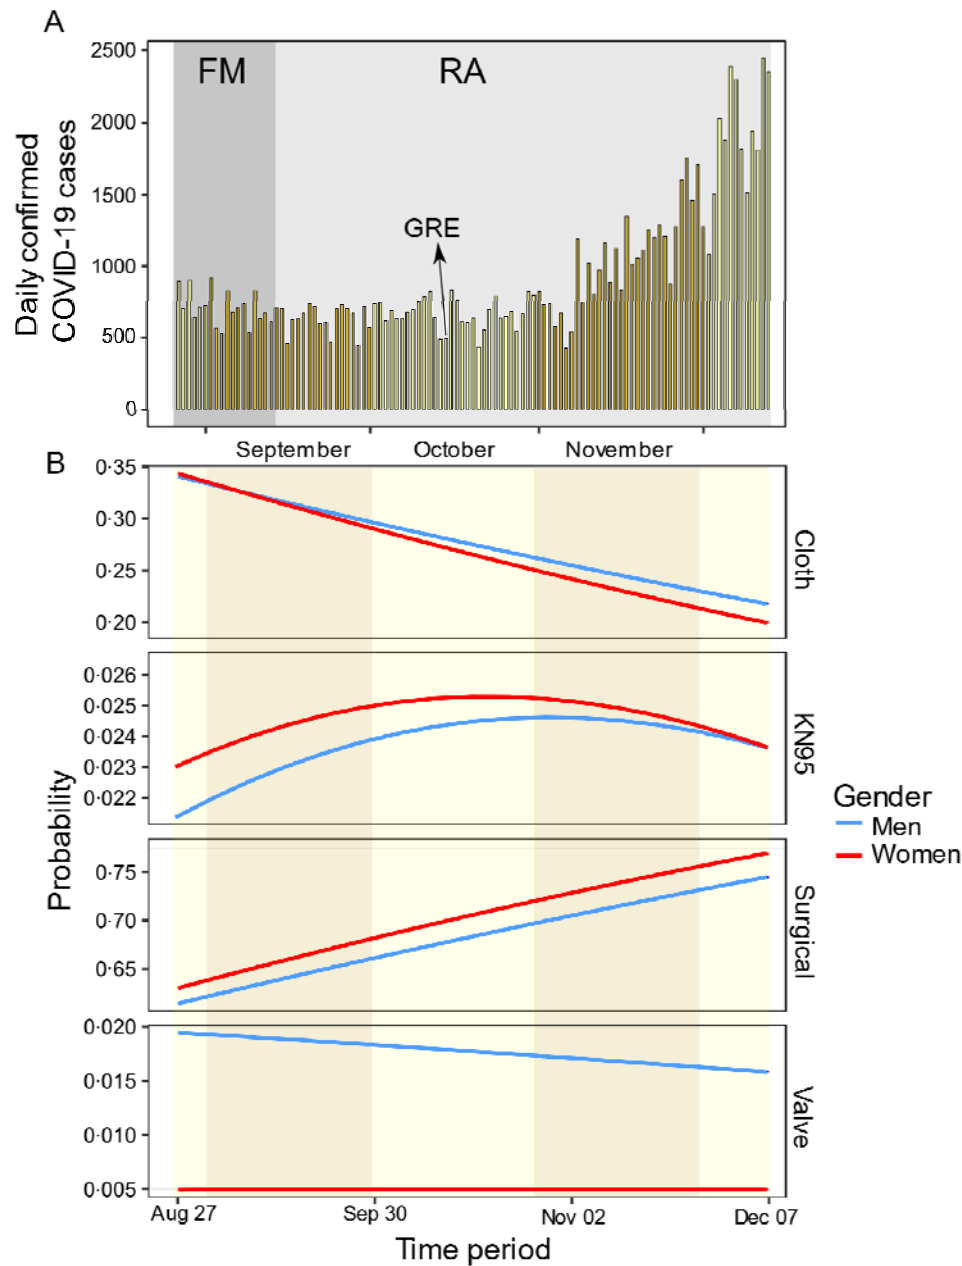 A
FM
RA
GRE
Daily confirmed
COVID-19 cases
2500
2000
1500
1000
500
0
September
October
November
B
Probability
0·35
0·30
0·25
0·20
Cloth
0·026
0·025
0·024
0·023
0·022
KN95
Gender
Men
Women
0·75
0·70
0·65
Surgical
0·020
0·015
0·010
0·005
Valve
Aug 27
Sep 30
Nov 02
Dec 07
Time period